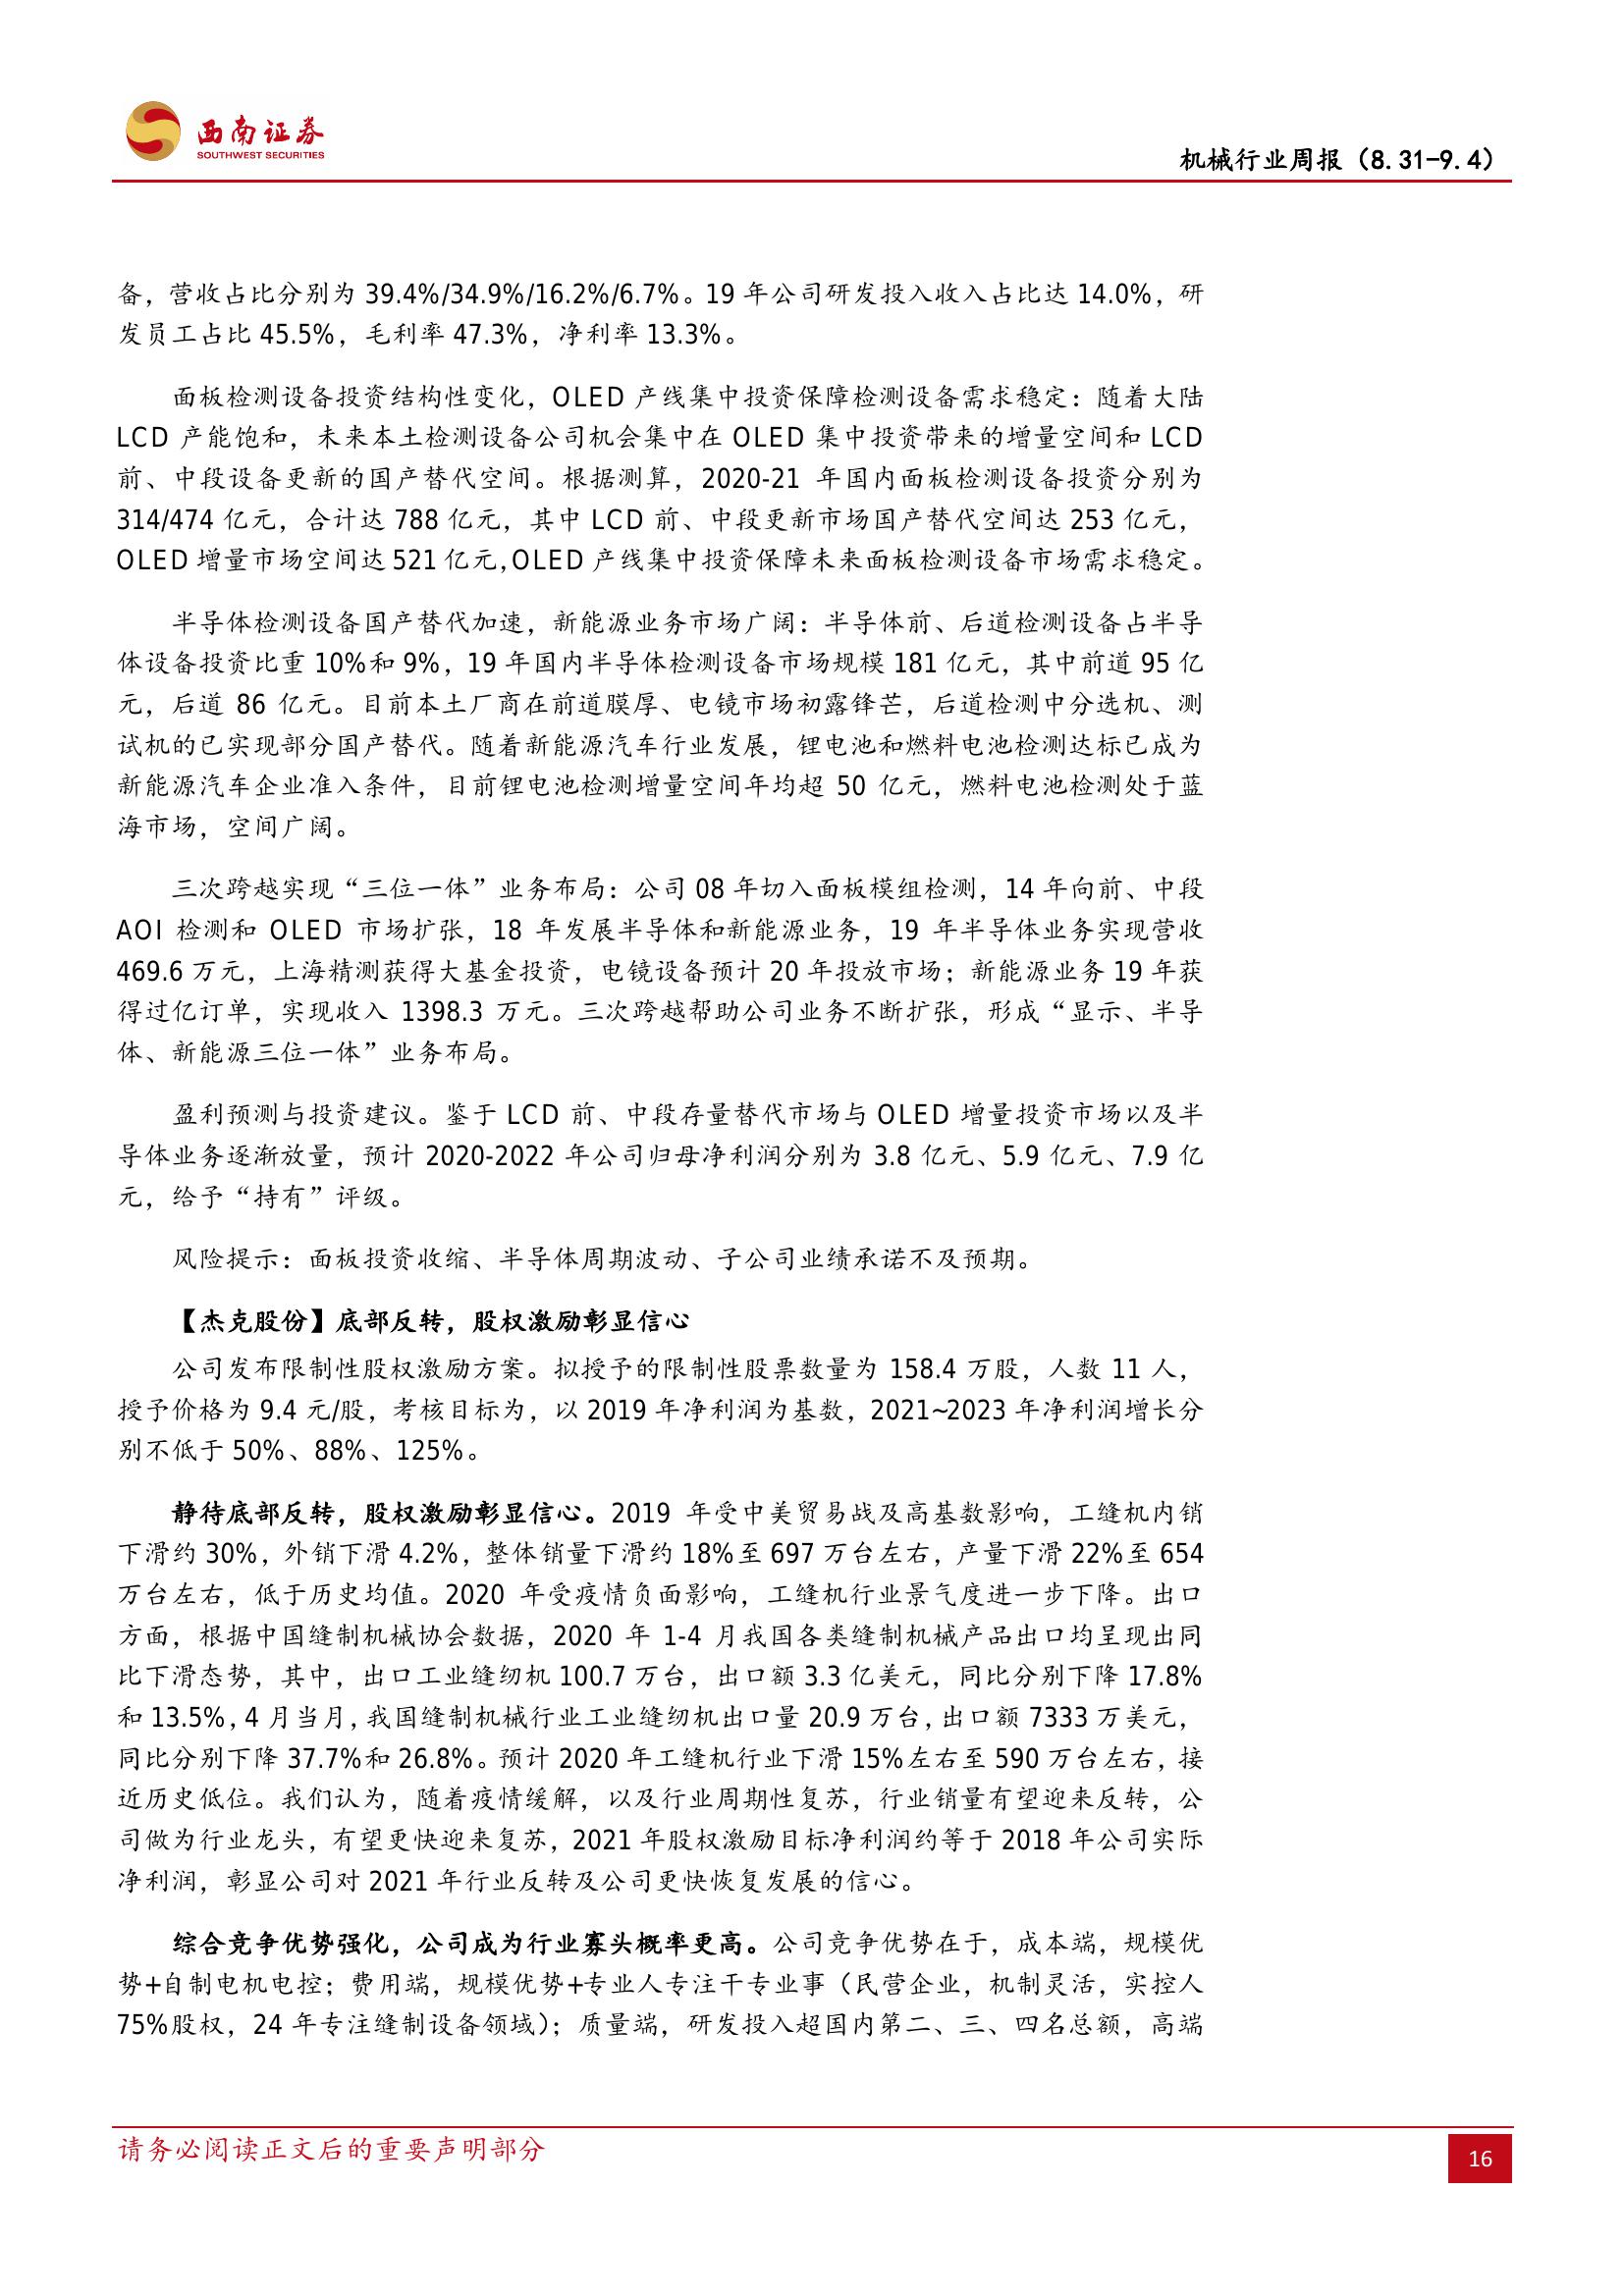 西南证券
SOUTHWEST SECURITIES
机械行业周报（8.31-9.4）
备，营收占比分别为 39.4%/34.9%/16.2%/6.7%。19 年公司研发投入收入占比达 14.0%，研
发员工占比 45.5%，毛利率 47.3%，净利率 13.3%。
面板检测设备投资结构性变化，OLED 产线集中投资保障检测设备需求稳定：随着大陆
LCD 产能饱和，未来本土检测设备公司机会集中在 OLED 集中投资带来的增量空间和 LCD
前、中段设备更新的国产替代空间。根据测算，2020-21 年国内面板检测设备投资分别为
314/474 亿元，合计达 788 亿元，其中 LCD 前、中段更新市场国产替代空间达 253 亿元，
OLED 增量市场空间达 521 亿元，OLED 产线集中投资保障未来面板检测设备市场需求稳定。
半导体检测设备国产替代加速，新能源业务市场广阔：半导体前、后道检测设备占半导
体设备投资比重 10%和 9%，19 年国内半导体检测设备市场规模 181 亿元，其中前道 95 亿
元，后道 86 亿元。目前本土厂商在前道膜厚、电镜市场初露锋芒，后道检测中分选机、测
试机的已实现部分国产替代。随着新能源汽车行业发展，锂电池和燃料电池检测达标已成为
新能源汽车企业准入条件，目前锂电池检测增量空间年均超 50 亿元，燃料电池检测处于蓝
海市场，空间广阔。
三次跨越实现“三位一体”业务布局：公司 08 年切入面板模组检测，14 年向前、中段
AOI 检测和 OLED 市场扩张，18 年发展半导体和新能源业务，19 年半导体业务实现营收
469.6 万元，上海精测获得大基金投资，电镜设备预计 20 年投放市场；新能源业务 19 年获
得过亿订单，实现收入 1398.3 万元。三次跨越帮助公司业务不断扩张，形成“显示、半导
体、新能源三位一体”业务布局。
盈利预测与投资建议。鉴于 LCD 前、中段存量替代市场与 OLED 增量投资市场以及半
导体业务逐渐放量，预计 2020-2022 年公司归母净利润分别为 3.8 亿元、5.9 亿元、7.9 亿
元，给予“持有”评级。
风险提示：面板投资收缩、半导体周期波动、子公司业绩承诺不及预期。
【杰克股份】底部反转，股权激励彰显信心
公司发布限制性股权激励方案。拟授予的限制性股票数量为 158.4 万股，人数 11 人，
授予价格为 9.4 元/股，考核目标为，以 2019 年净利润为基数，2021~2023 年净利润增长分
别不低于 50%、88%、125%。
静待底部反转，股权激励彰显信心。2019 年受中美贸易战及高基数影响，工缝机内销
下滑约 30%，外销下滑 4.2%，整体销量下滑约 18%至 697 万台左右，产量下滑 22%至 654
万台左右，低于历史均值。2020 年受疫情负面影响，工缝机行业景气度进一步下降。出口
方面，根据中国缝制机械协会数据，2020 年 1-4 月我国各类缝制机械产品出口均呈现出同
比下滑态势，其中，出口工业缝纫机 100.7 万台，出口额 3.3 亿美元，同比分别下降 17.8%
和 13.5%，4 月当月，我国缝制机械行业工业缝纫机出口量 20.9 万台，出口额 7333 万美元，
同比分别下降 37.7%和 26.8%。预计 2020 年工缝机行业下滑 15%左右至 590 万台左右，接
近历史低位。我们认为，随着疫情缓解，以及行业周期性复苏，行业销量有望迎来反转，公
司做为行业龙头，有望更快迎来复苏，2021 年股权激励目标净利润约等于 2018 年公司实际
净利润，彰显公司对 2021 年行业反转及公司更快恢复发展的信心。
综合竞争优势强化，公司成为行业寡头概率更高。公司竞争优势在于，成本端，规模优
势+自制电机电控；费用端，规模优势+专业人专注干专业事（民营企业，机制灵活，实控人
75%股权，24 年专注缝制设备领域）；质量端，研发投入超国内第二、三、四名总额，高端
请务必阅读正文后的重要声明部分
16